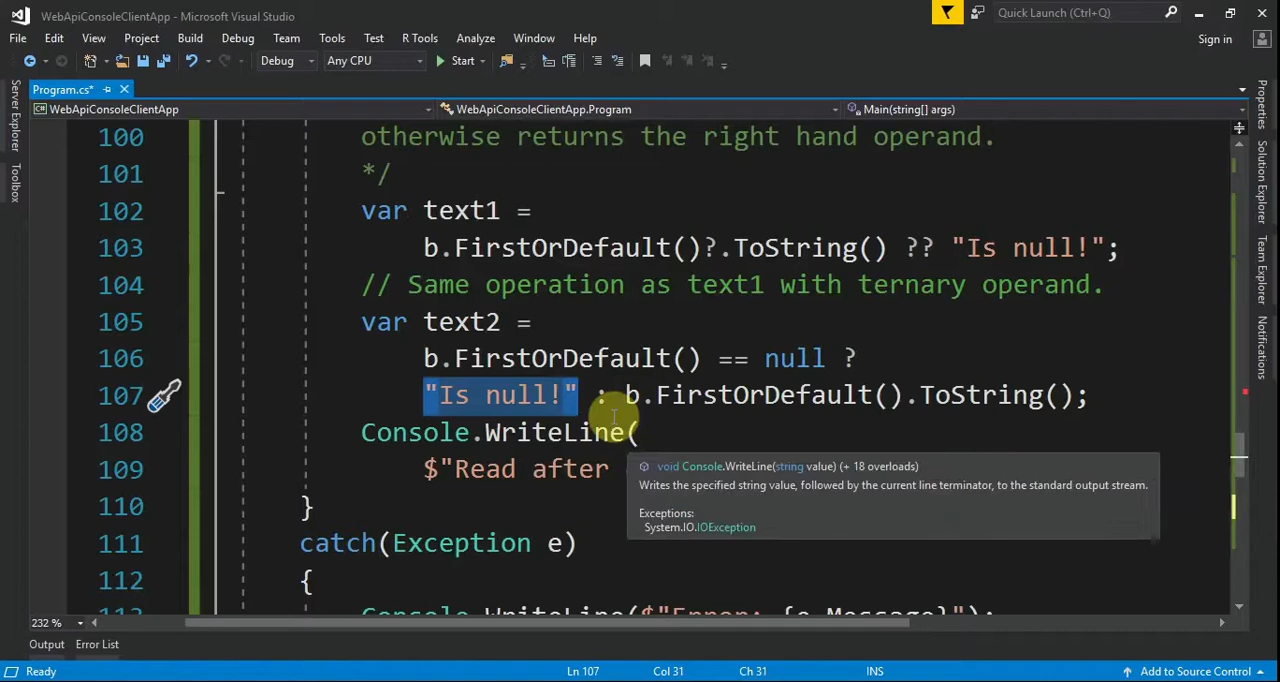 WebApiConsoleClientApp - Microsoft Visual Studio
Quick Launch (Ctrl+Q)
File Edit View Project Build Debug Team Tools Test R Tools Analyze Window Help
Sign in
Debug Any CPU Start
Program.cs*
WebApiConsoleClientApp WebApiConsoleClientApp.Program Main(string[] args)
Server Explorer
Toolbox
100 otherwise returns the right hand operand.
101 */
102 var text1 =
103 b.FirstOrDefault()?.ToString() ?? "Is null!";
104 // Same operation as text1 with ternary operand.
105 var text2 =
106 b.FirstOrDefault() == null ?
107 "Is null!" : b.FirstOrDefault().ToString();
108 Console.WriteLine(
109 $"Read after
void Console.WriteLine(string value) (+ 18 overloads)
Writes the specified string value, followed by the current line terminator, to the standard output stream.
Exceptions:
System.IO.IOException
110 }
111 catch(Exception e)
112 {
113 Console.WriteLine($"Error: {e.Message}");
Properties
Solution Explorer
Team Explorer
Notifications
232 %
Output Error List
Ready Ln 107 Col 31 Ch 31 INS Add to Source Control